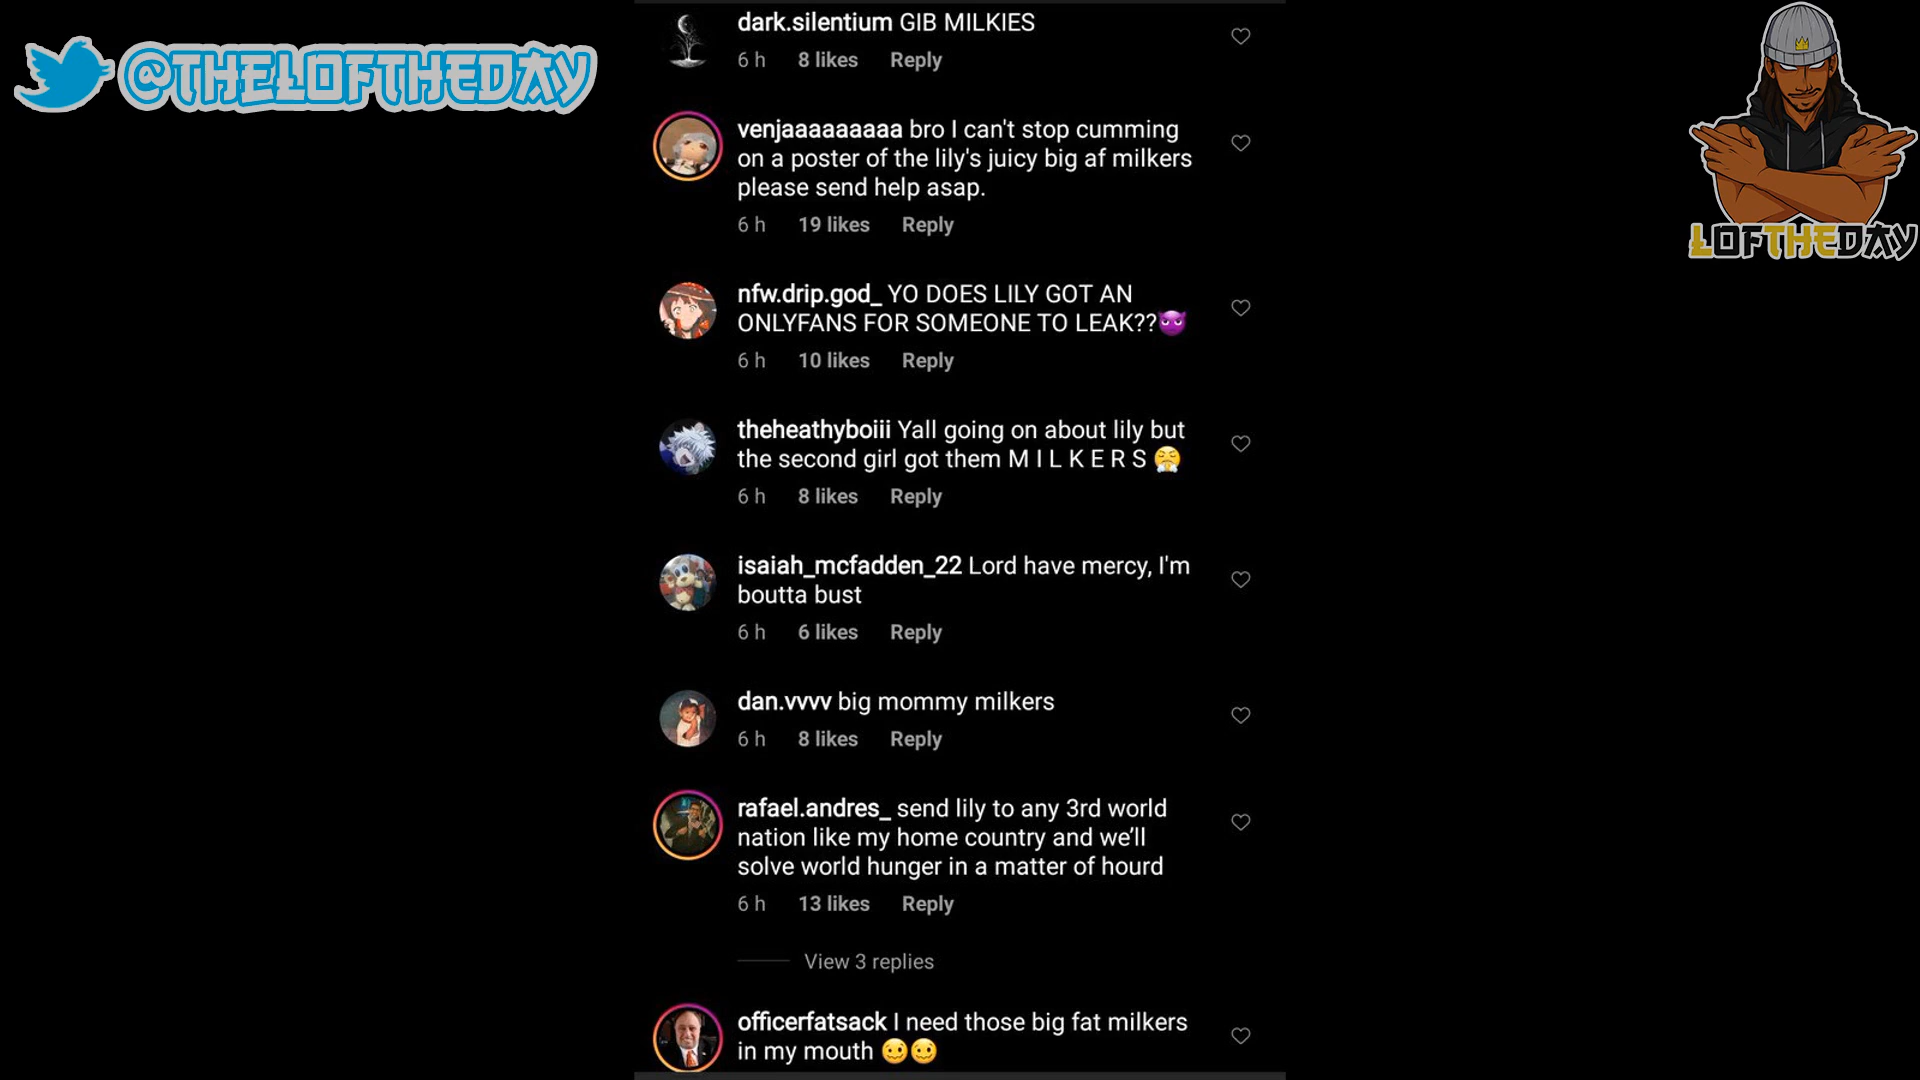 @THELOFTHEDAY
LOFTHEDAY
dark.silentium GIB MILKIES
6 h 8 likes Reply
venjaaaaaaaaa bro I can't stop cumming
on a poster of the lily's juicy big af milkers
please send help asap.
6 h 19 likes Reply
nfw.drip.god_ YO DOES LILY GOT AN
ONLYFANS FOR SOMEONE TO LEAK??😈
6 h 10 likes Reply
theheathyboiii Yall going on about lily but
the second girl got them M I L K E R S 😤
6 h 8 likes Reply
isaiah_mcfadden_22 Lord have mercy, I'm
boutta bust
6 h 6 likes Reply
dan.vvvv big mommy milkers
6 h 8 likes Reply
rafael.andres_ send lily to any 3rd world
nation like my home country and we’ll
solve world hunger in a matter of hourd
6 h 13 likes Reply
View 3 replies
officerfatsack I need those big fat milkers
in my mouth 🥴🥴